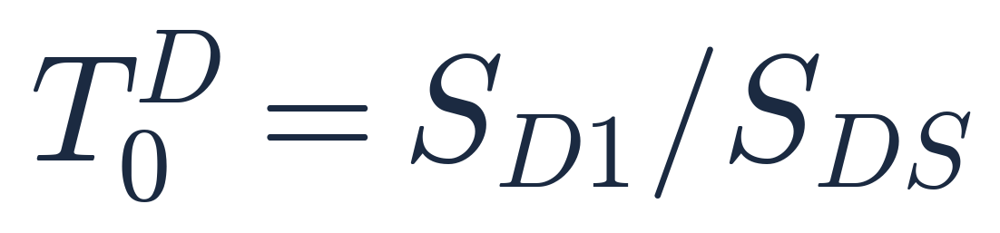 $T_0^D = S_{D1}/S_{DS}$